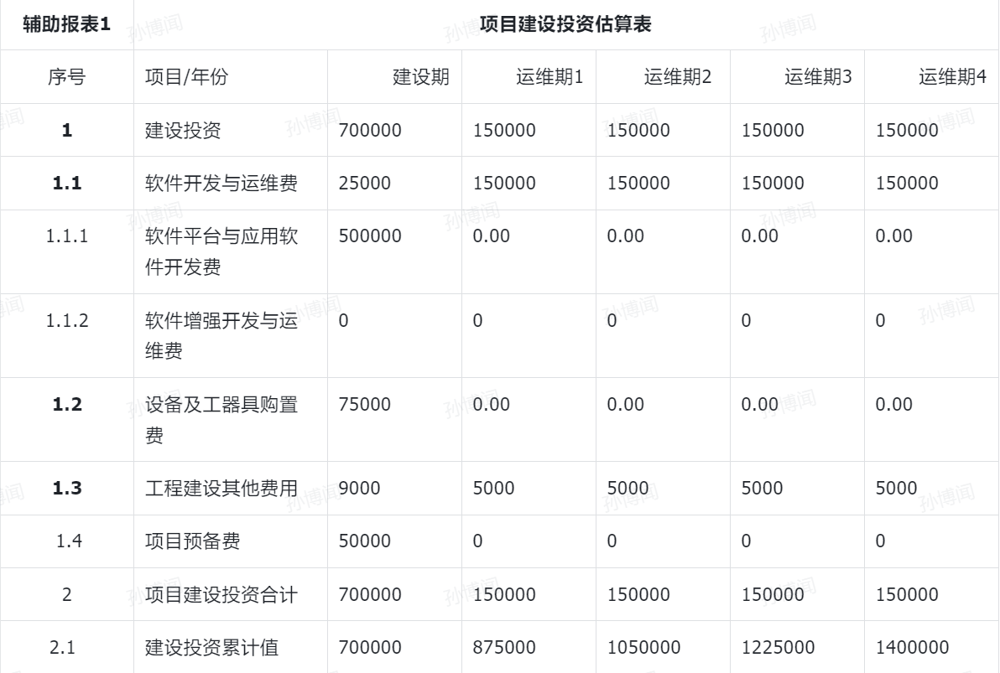 辅助报表1 项目建设投资估算表
序号 项目/年份 建设期 运维期1 运维期2 运维期3 运维期4
1 建设投资 700000 150000 150000 150000 150000
1.1 软件开发与运维费 25000 150000 150000 150000 150000
1.1.1 软件平台与应用软 500000 0.00 0.00 0.00 0.00
件开发费
1.1.2 软件增强开发与运 0 0 0 0 0
维费
1.2 设备及工器具购置 75000 0.00 0.00 0.00 0.00
费
1.3 工程建设其他费用 9000 5000 5000 5000 5000
1.4 项目预备费 50000 0 0 0 0
2 项目建设投资合计 700000 150000 150000 150000 150000
2.1 建设投资累计值 700000 875000 1050000 1225000 1400000
孙博闻